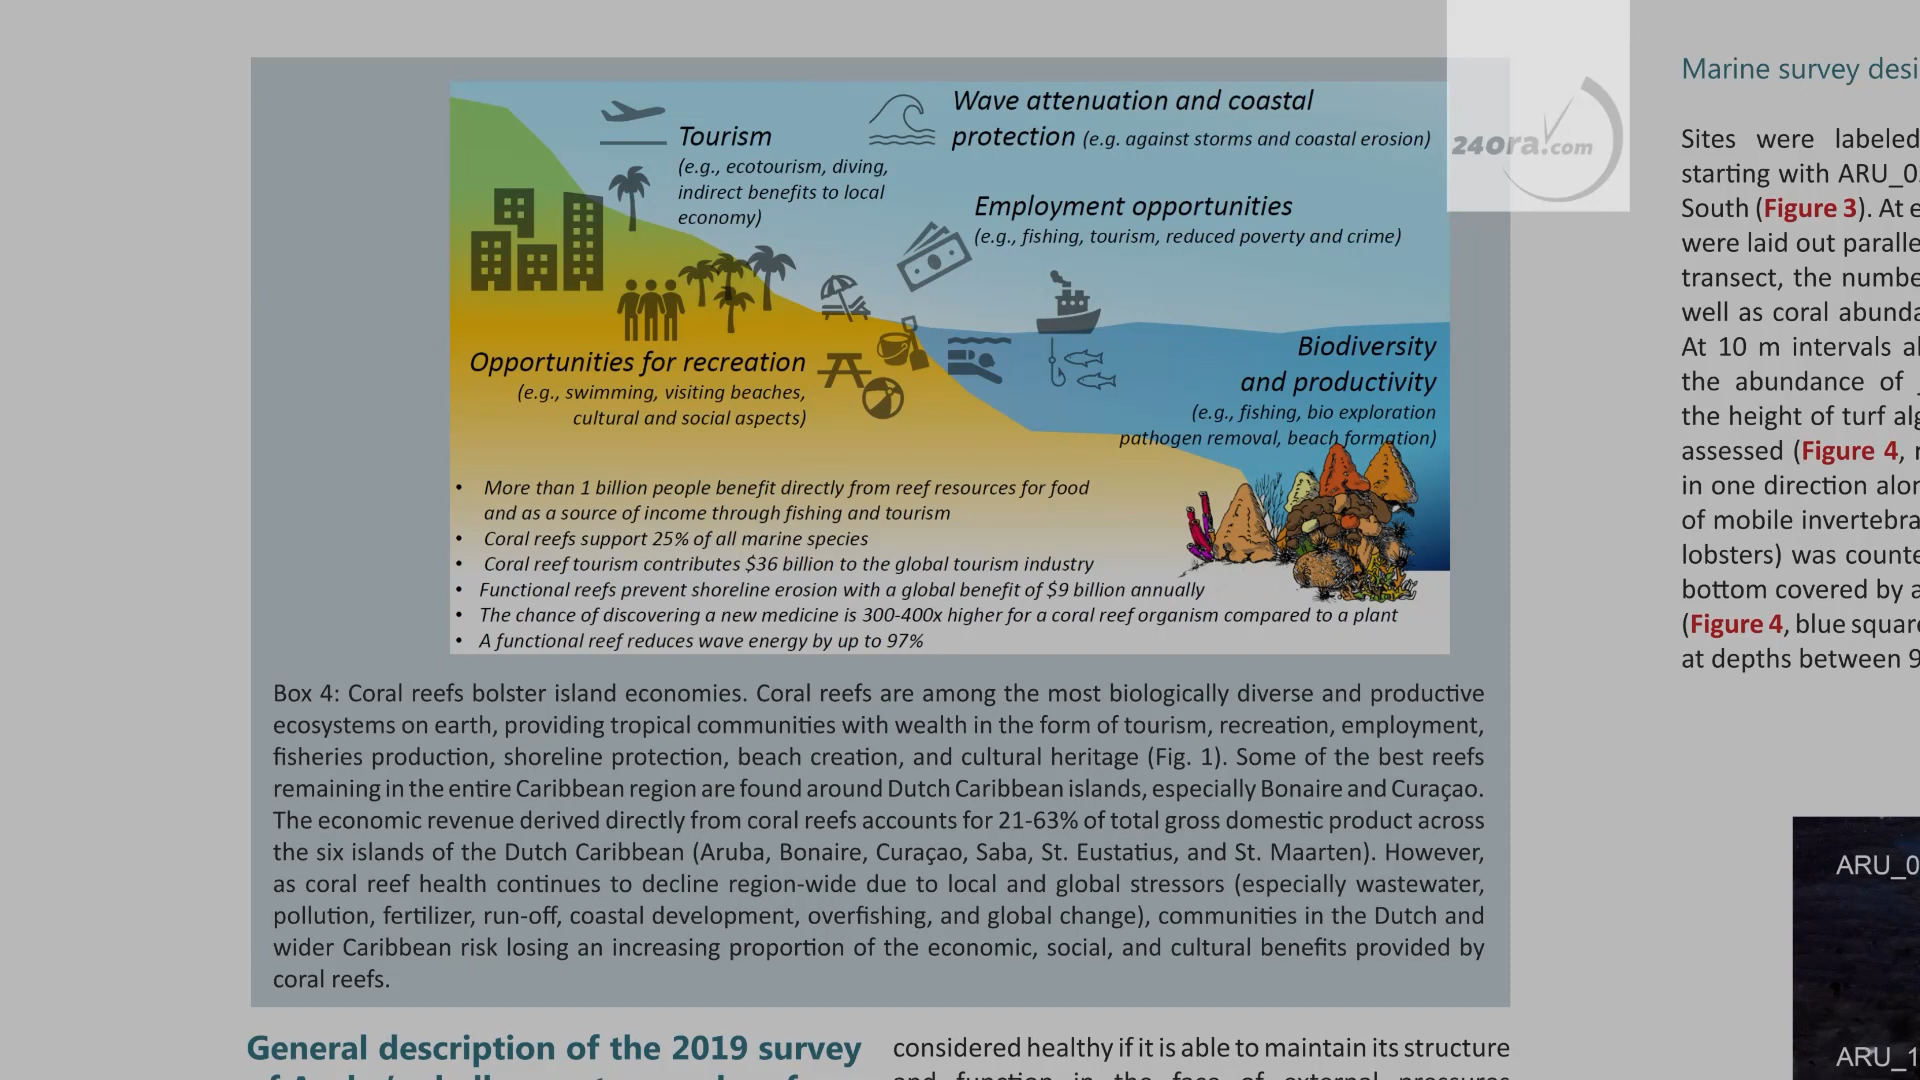 Wave attenuation and coastal
protection (e.g. against storms and coastal erosion)
Tourism
(e.g., ecotourism, diving,
indirect benefits to local
economy)
Employment opportunities
(e.g., fishing, tourism, reduced poverty and crime)
Opportunities for recreation
(e.g., swimming, visiting beaches,
cultural and social aspects)
Biodiversity
and productivity
(e.g., fishing, bio exploration
pathogen removal, beach formation)
• More than 1 billion people benefit directly from reef resources for food
and as a source of income through fishing and tourism
• Coral reefs support 25% of all marine species
• Coral reef tourism contributes $36 billion to the global tourism industry
• Functional reefs prevent shoreline erosion with a global benefit of $9 billion annually
• The chance of discovering a new medicine is 300-400x higher for a coral reef organism compared to a plant
• A functional reef reduces wave energy by up to 97%
Box 4: Coral reefs bolster island economies. Coral reefs are among the most biologically diverse and productive
ecosystems on earth, providing tropical communities with wealth in the form of tourism, recreation, employment,
fisheries production, shoreline protection, beach creation, and cultural heritage (Fig. 1). Some of the best reefs
remaining in the entire Caribbean region are found around Dutch Caribbean islands, especially Bonaire and Curaçao.
The economic revenue derived directly from coral reefs accounts for 21-63% of total gross domestic product across
the six islands of the Dutch Caribbean (Aruba, Bonaire, Curaçao, Saba, St. Eustatius, and St. Maarten). However,
as coral reef health continues to decline region-wide due to local and global stressors (especially wastewater,
pollution, fertilizer, run-off, coastal development, overfishing, and global change), communities in the Dutch and
wider Caribbean risk losing an increasing proportion of the economic, social, and cultural benefits provided by
coral reefs.
General description of the 2019 survey
considered healthy if it is able to maintain its structure
and function in the face of external pressures
24ora.com
Marine survey desi
Sites were labeled
starting with ARU_0
South (Figure 3). At e
were laid out paralle
transect, the numbe
well as coral abunda
At 10 m intervals al
the abundance of
the height of turf alg
assessed (Figure 4, r
in one direction alon
of mobile invertebra
lobsters) was counte
bottom covered by a
(Figure 4, blue square
at depths between 9
ARU_0
ARU_1